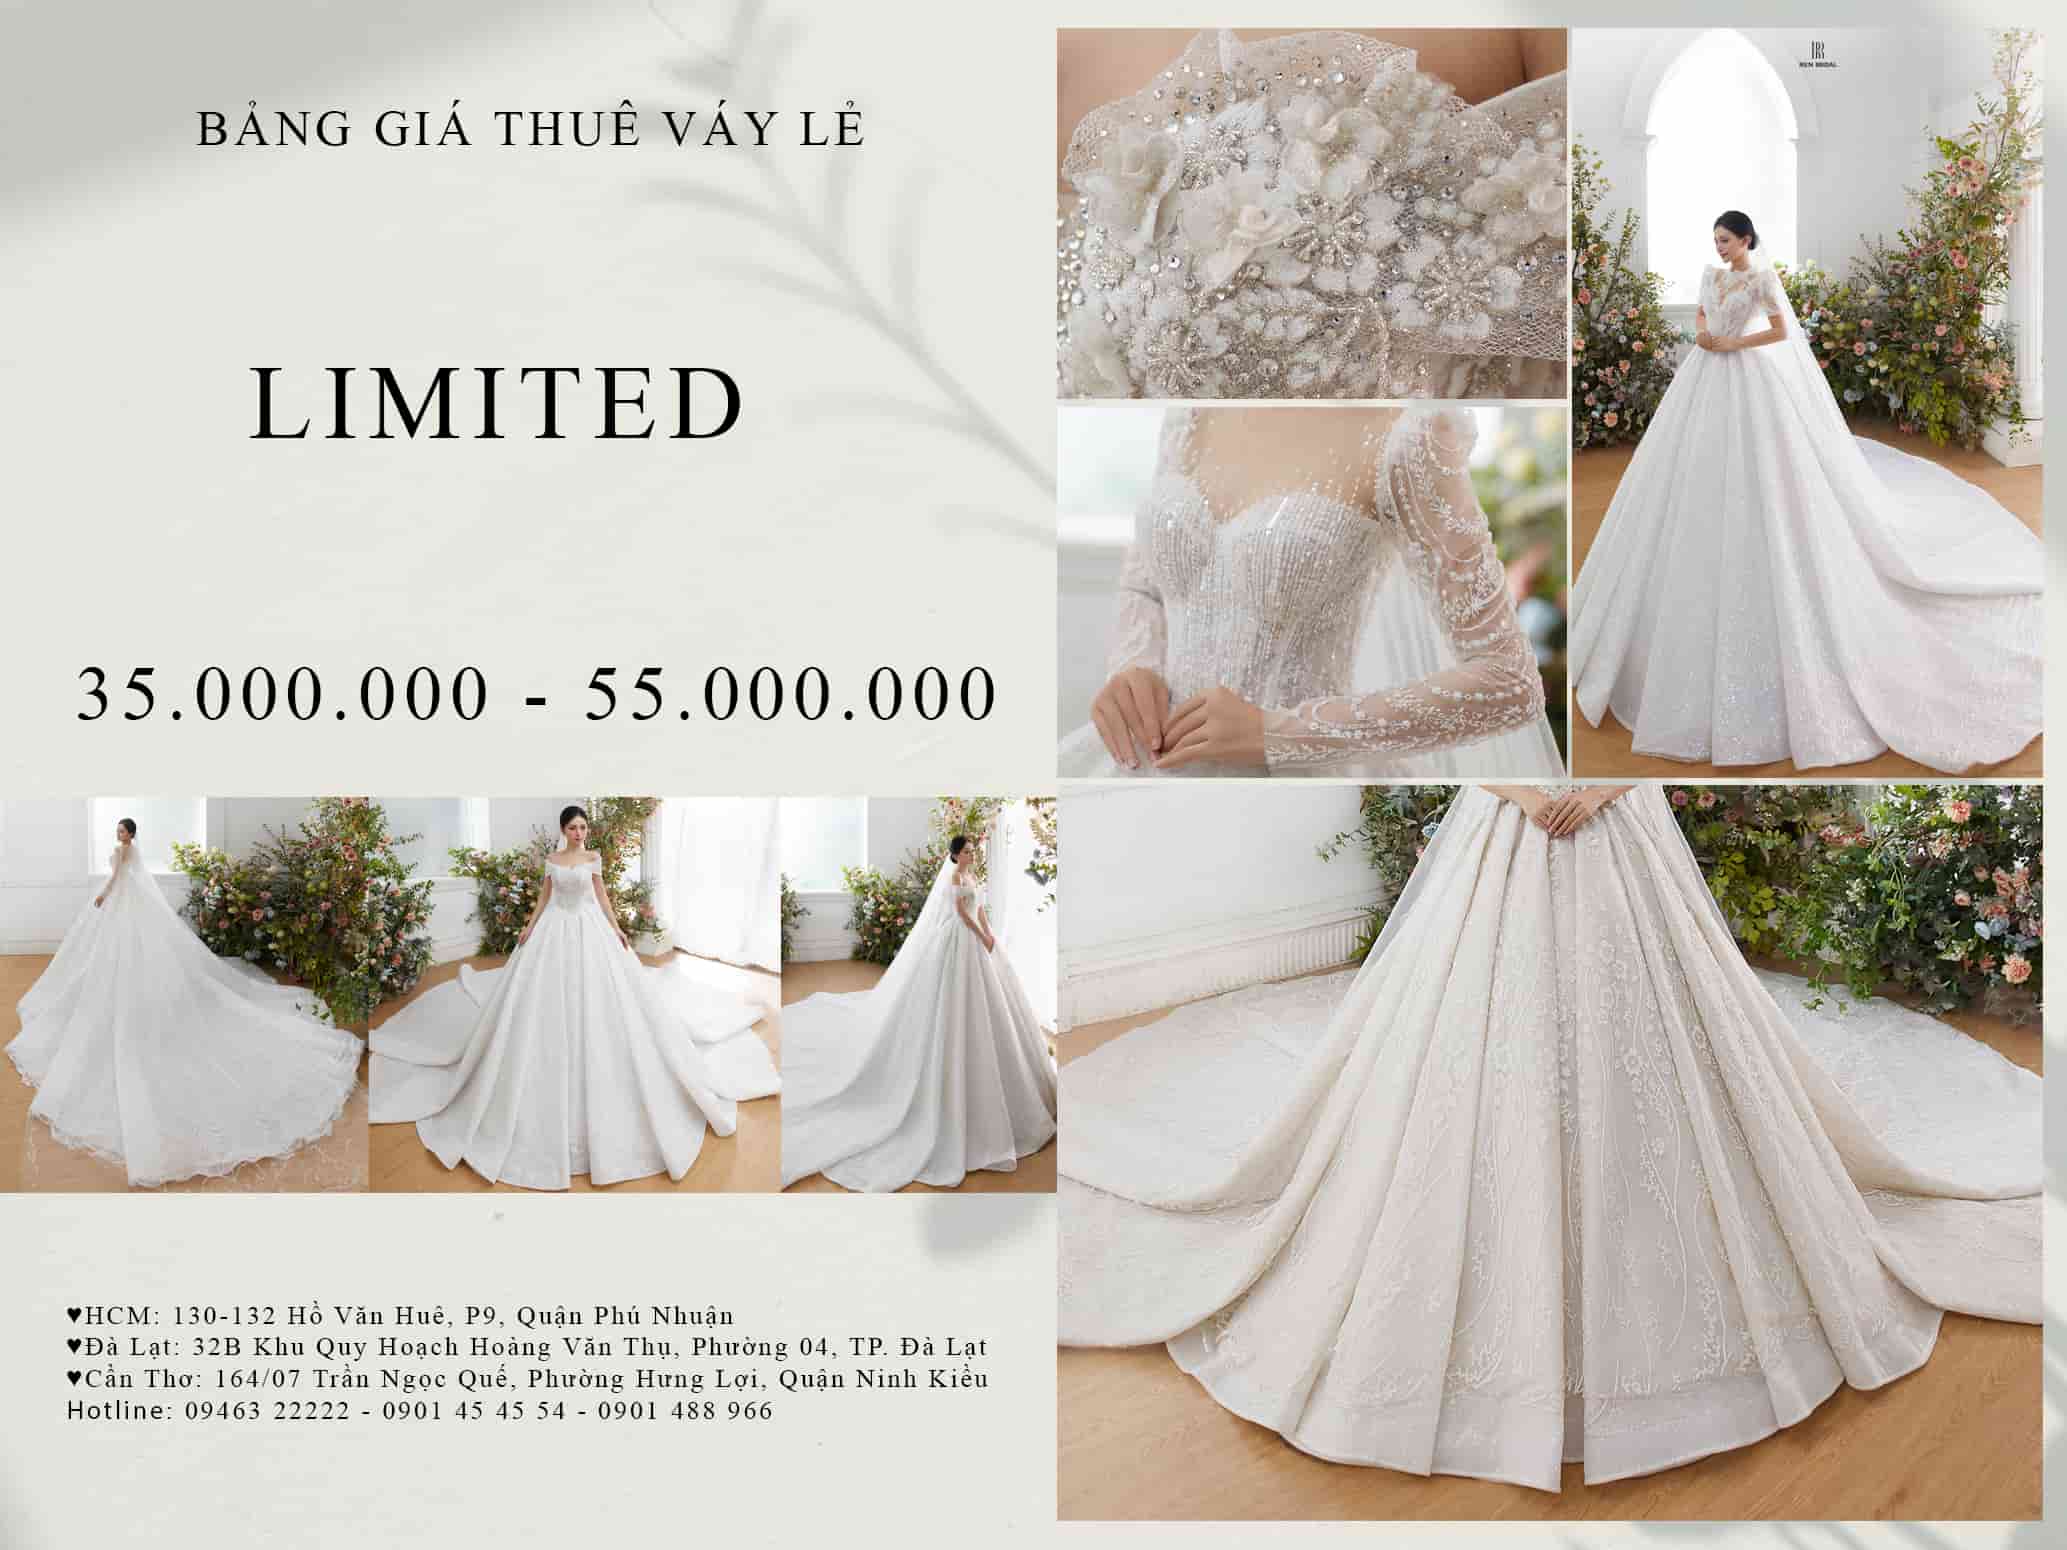 BẢNG GIÁ THUÊ VÁY LẺ
LIMITED
35.000.000 - 55.000.000
♥HCM: 130-132 Hồ Văn Huê, P9, Quận Phú Nhuận
♥Đà Lạt: 32B Khu Quy Hoạch Hoàng Văn Thụ, Phường 04, TP. Đà Lạt
♥Cần Thơ: 164/07 Trần Ngọc Quế, Phường Hưng Lợi, Quận Ninh Kiều
Hotline: 09463 22222 - 0901 45 45 54 - 0901 488 966
REN BRIDAL